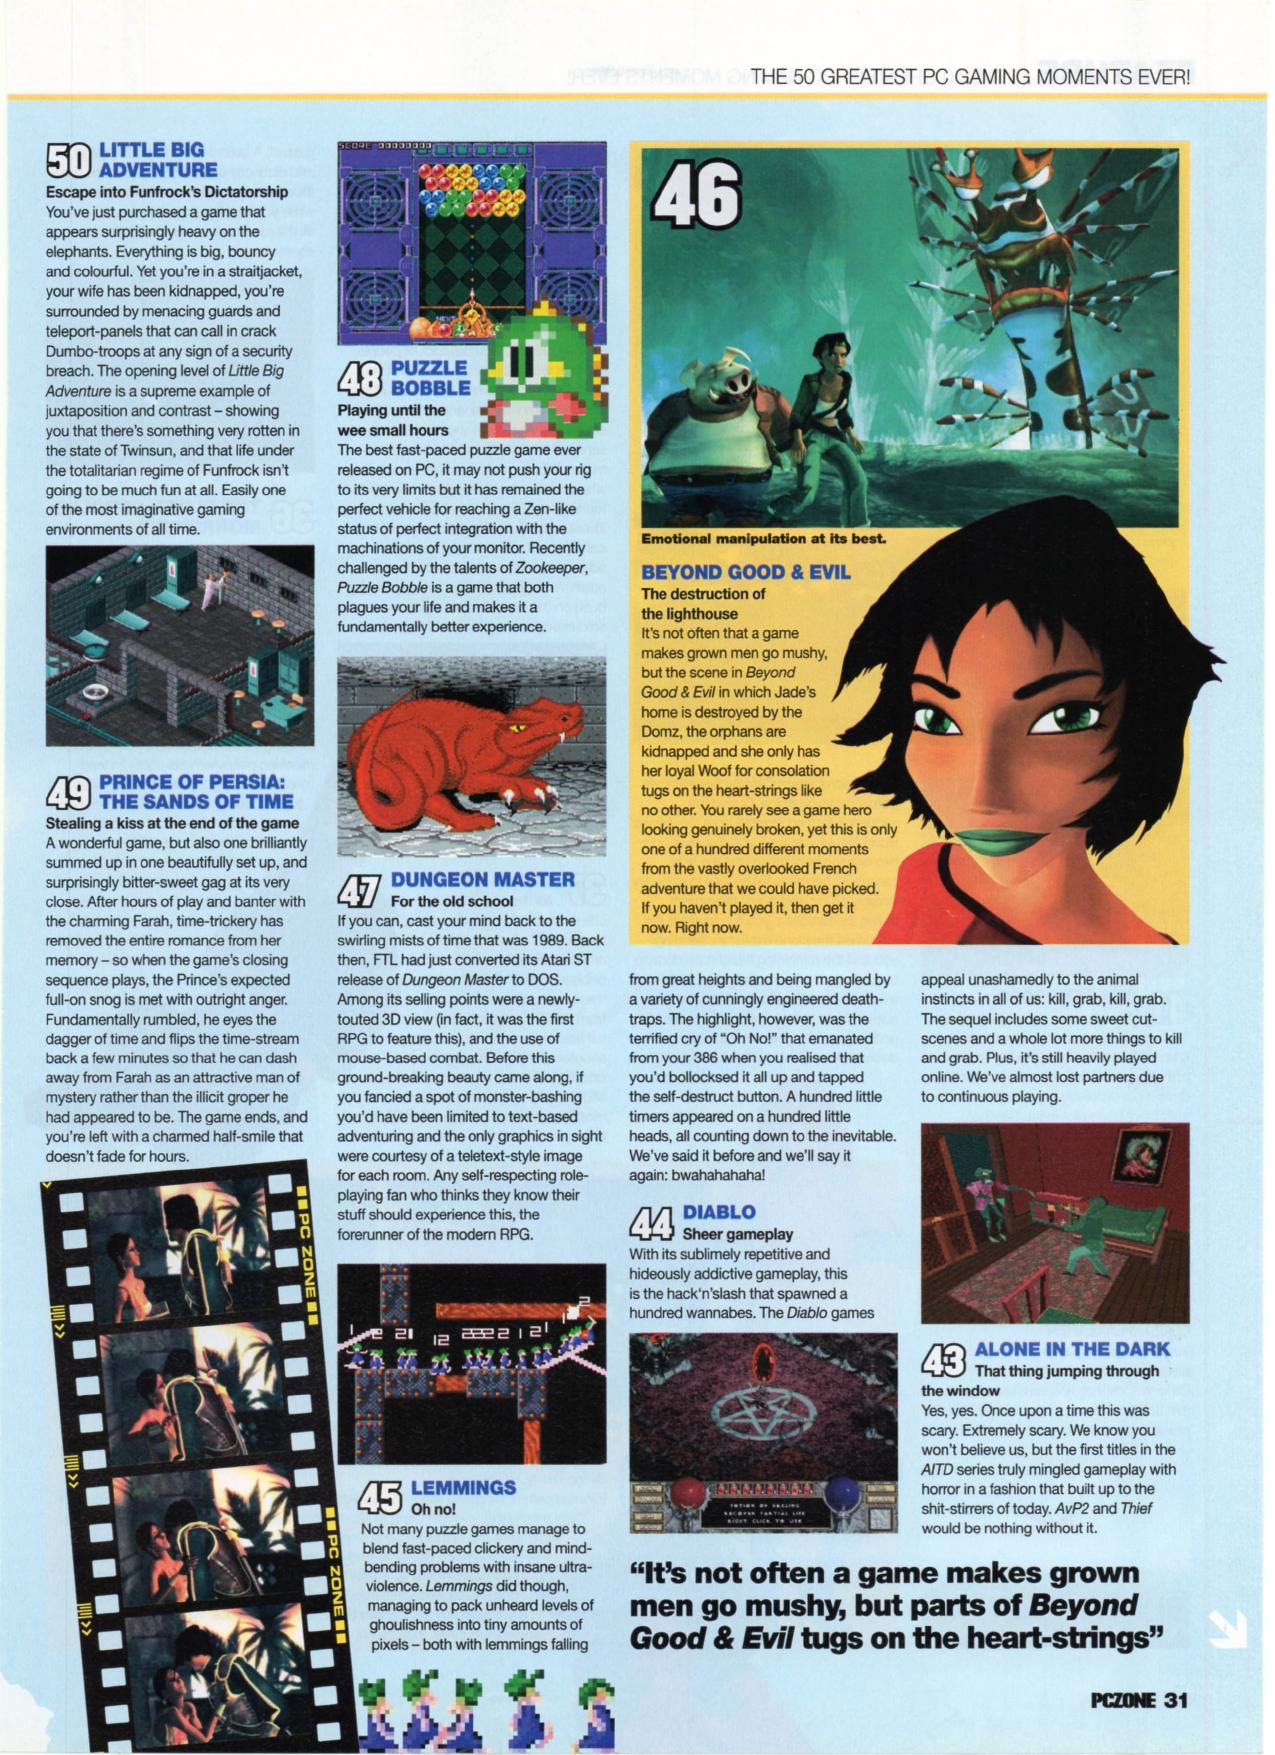 THE 50 GREATEST PC GAMING MOMENTS EVER!
50 LITTLE BIG
ADVENTURE
Escape into Funfrock's Dictatorship
You've just purchased a game that
appears surprisingly heavy on the
elephants. Everything is big, bouncy
and colourful. Yet you're in a straitjacket,
your wife has been kidnapped, you're
surrounded by menacing guards and
teleport-panels that can call in crack
Dumbo-troops at any sign of a security
breach. The opening level of Little Big
Adventure is a supreme example of
juxtaposition and contrast – showing
you that there's something very rotten in
the state of Twinsun, and that life under
the totalitarian regime of Funfrock isn't
going to be much fun at all. Easily one
of the most imaginative gaming
environments of all time.
49 PRINCE OF PERSIA:
THE SANDS OF TIME
Stealing a kiss at the end of the game
A wonderful game, but also one brilliantly
summed up in one beautifully set up, and
surprisingly bitter-sweet gag at its very
close. After hours of play and banter with
the charming Farah, time-trickery has
removed the entire romance from her
memory – so when the game's closing
sequence plays, the Prince's expected
full-on snog is met with outright anger.
Fundamentally rumbled, he eyes the
dagger of time and flips the time-stream
back a few minutes so that he can dash
away from Farah as an attractive man of
mystery rather than the illicit groper he
had appeared to be. The game ends, and
you're left with a charmed half-smile that
doesn't fade for hours.
PC ZONE
PC ZONE
SCORE 00000000
NEXT
48 PUZZLE
BOBBLE
Playing until the
wee small hours
The best fast-paced puzzle game ever
released on PC, it may not push your rig
to its very limits but it has remained the
perfect vehicle for reaching a Zen-like
status of perfect integration with the
machinations of your monitor. Recently
challenged by the talents of Zookeeper,
Puzzle Bobble is a game that both
plagues your life and makes it a
fundamentally better experience.
47 DUNGEON MASTER
For the old school
If you can, cast your mind back to the
swirling mists of time that was 1989. Back
then, FTL had just converted its Atari ST
release of Dungeon Master to DOS.
Among its selling points were a newly-
touted 3D view (in fact, it was the first
RPG to feature this), and the use of
mouse-based combat. Before this
ground-breaking beauty came along, if
you fancied a spot of monster-bashing
you'd have been limited to text-based
adventuring and the only graphics in sight
were courtesy of a teletext-style image
for each room. Any self-respecting role-
playing fan who thinks they know their
stuff should experience this, the
forerunner of the modern RPG.
45 LEMMINGS
Oh no!
Not many puzzle games manage to
blend fast-paced clickery and mind-
bending problems with insane ultra-
violence. Lemmings did though,
managing to pack unheard levels of
ghoulishness into tiny amounts of
pixels – both with lemmings falling
46
Emotional manipulation at its best.
BEYOND GOOD & EVIL
The destruction of
the lighthouse
It's not often that a game
makes grown men go mushy,
but the scene in Beyond
Good & Evil in which Jade's
home is destroyed by the
Domz, the orphans are
kidnapped and she only has
her loyal Woof for consolation
tugs on the heart-strings like
no other. You rarely see a game hero
looking genuinely broken, yet this is only
one of a hundred different moments
from the vastly overlooked French
adventure that we could have picked.
If you haven't played it, then get it
now. Right now.
from great heights and being mangled by
a variety of cunningly engineered death-
traps. The highlight, however, was the
terrified cry of "Oh No!" that emanated
from your 386 when you realised that
you'd bollocksed it all up and tapped
the self-destruct button. A hundred little
timers appeared on a hundred little
heads, all counting down to the inevitable.
We've said it before and we'll say it
again: bwahahahaha!
44 DIABLO
Sheer gameplay
With its sublimely repetitive and
hideously addictive gameplay, this
is the hack'n'slash that spawned a
hundred wannabes. The Diablo games
POTION OF HEALING
RECOVER PARTIAL LIFE
RIGHT CLICK TO USE
appeal unashamedly to the animal
instincts in all of us: kill, grab, kill, grab.
The sequel includes some sweet cut-
scenes and a whole lot more things to kill
and grab. Plus, it's still heavily played
online. We've almost lost partners due
to continuous playing.
43 ALONE IN THE DARK
That thing jumping through
the window
Yes, yes. Once upon a time this was
scary. Extremely scary. We know you
won't believe us, but the first titles in the
AITD series truly mingled gameplay with
horror in a fashion that built up to the
shit-stirrers of today. AvP2 and Thief
would be nothing without it.
"It's not often a game makes grown
men go mushy, but parts of Beyond
Good & Evil tugs on the heart-strings"
PCZONE 31